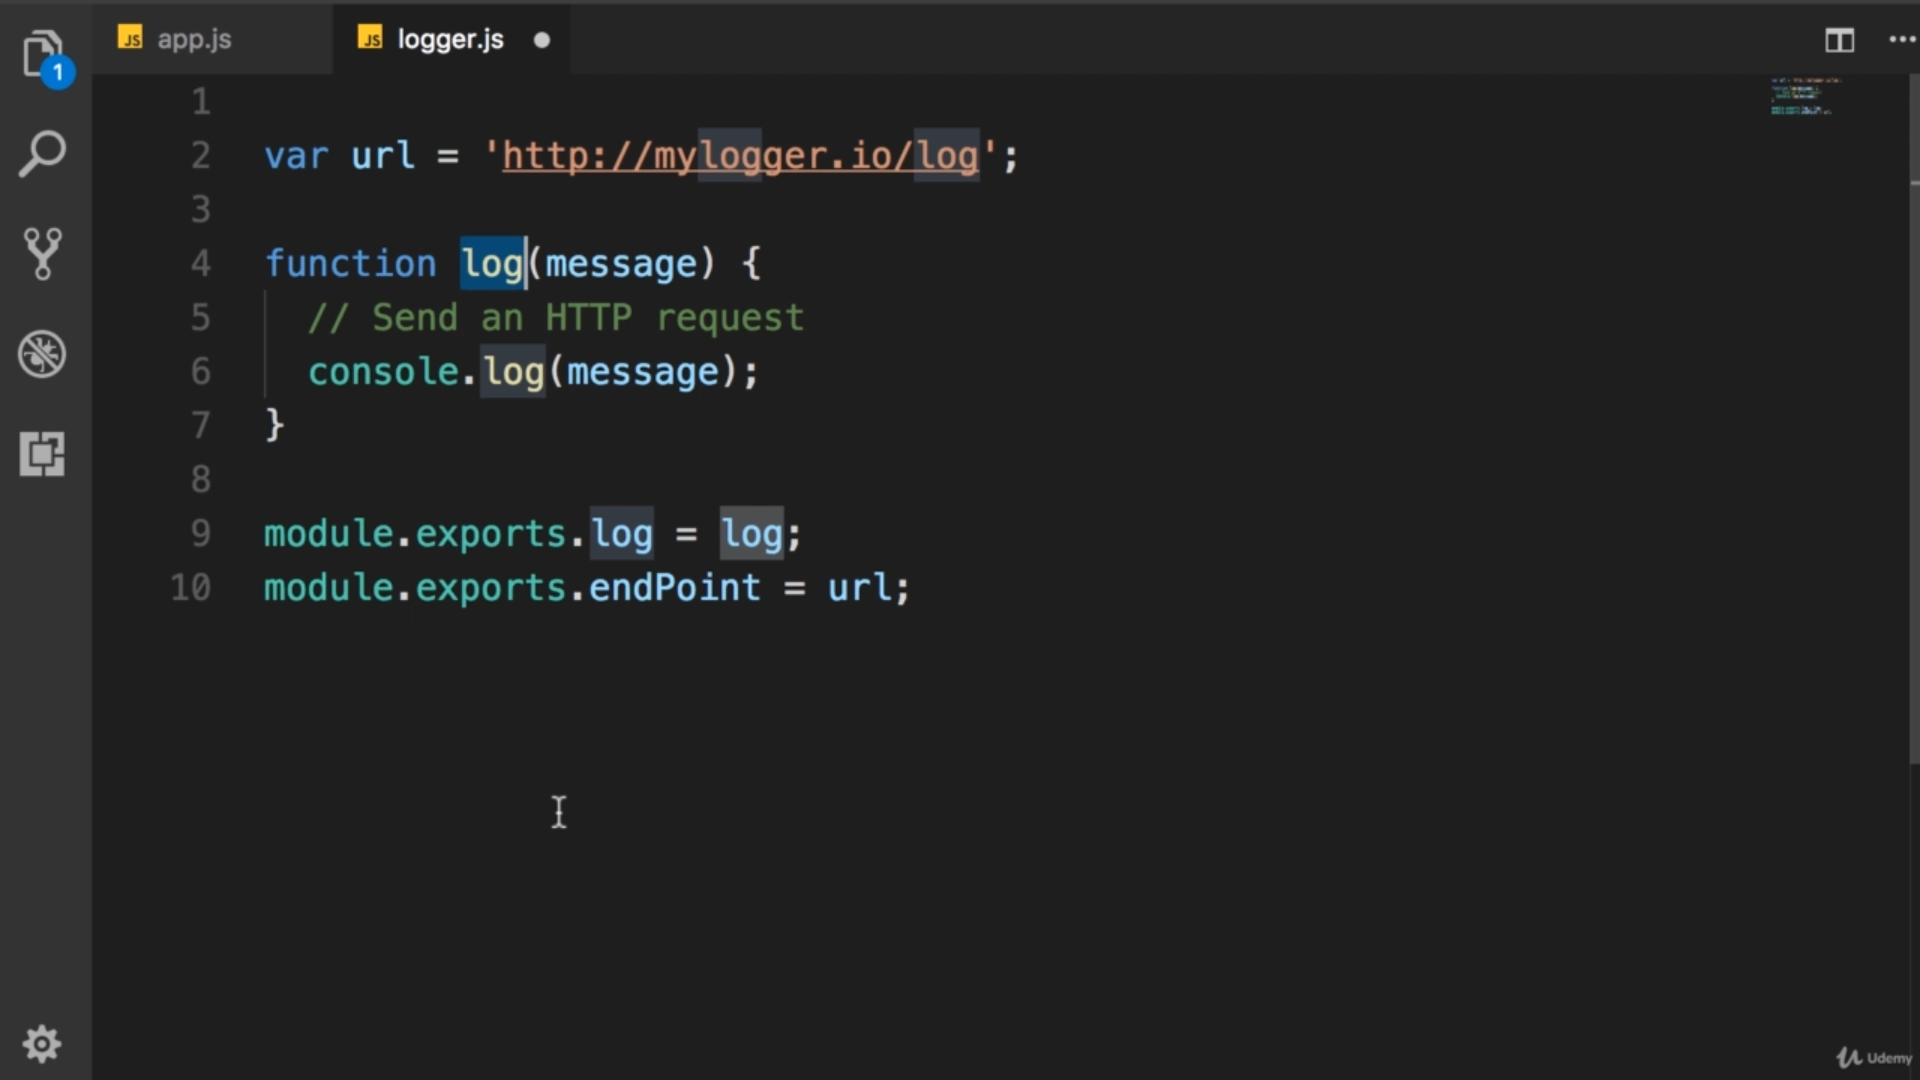 JS app.js JS logger.js
1
1
2 var url = 'http://mylogger.io/log';
3
4 function log(message) {
5 // Send an HTTP request
6 console.log(message);
7 }
8
9 module.exports.log = log;
10 module.exports.endPoint = url;
Udemy